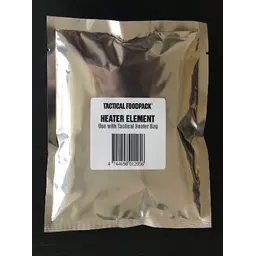 TACTICAL FOODPACK®
HEATER ELEMENT
Use with Tactical Heater Bag